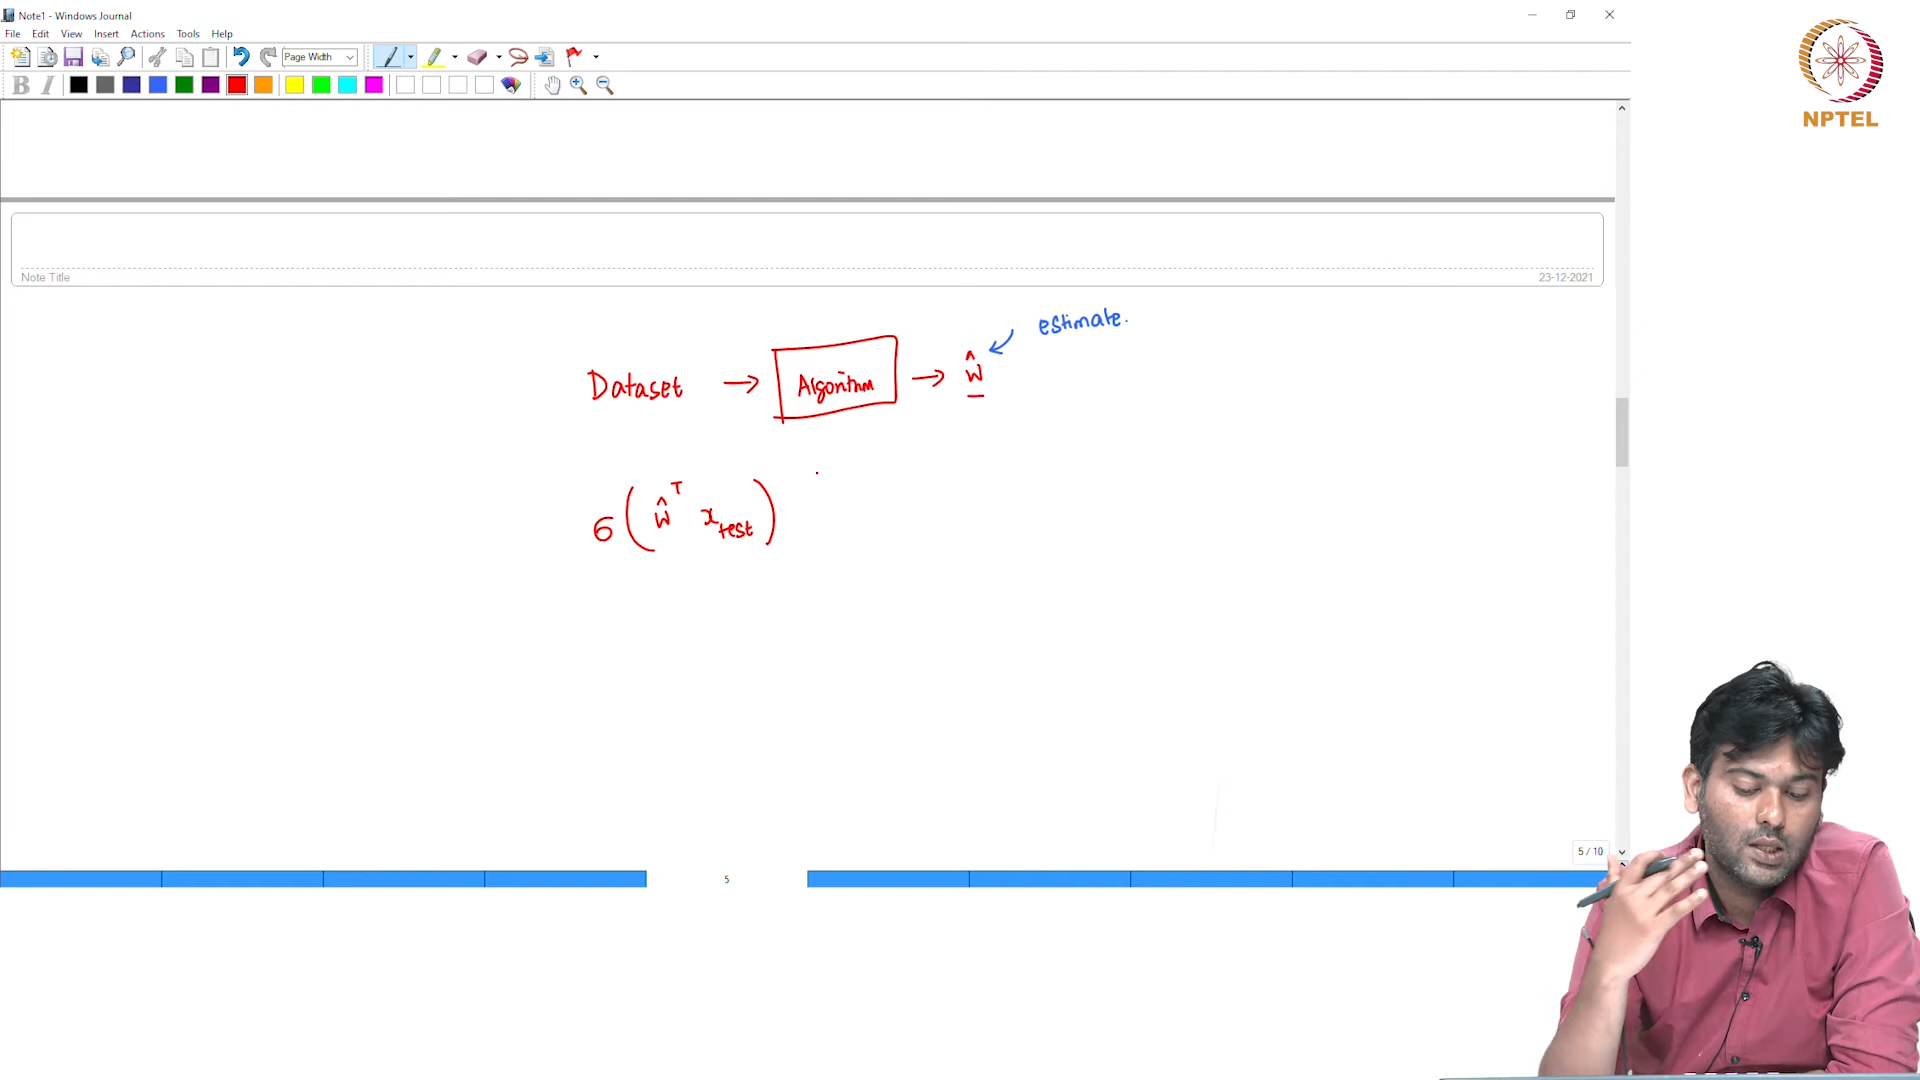 Note1 - Windows Journal
File Edit View Insert Actions Tools Help
Page Width
B I
NPTEL
Note Title
23-12-2021
estimate.
Dataset → Algorithm → ŵ
σ ( ŵᵀ x_test )
5 / 10
5